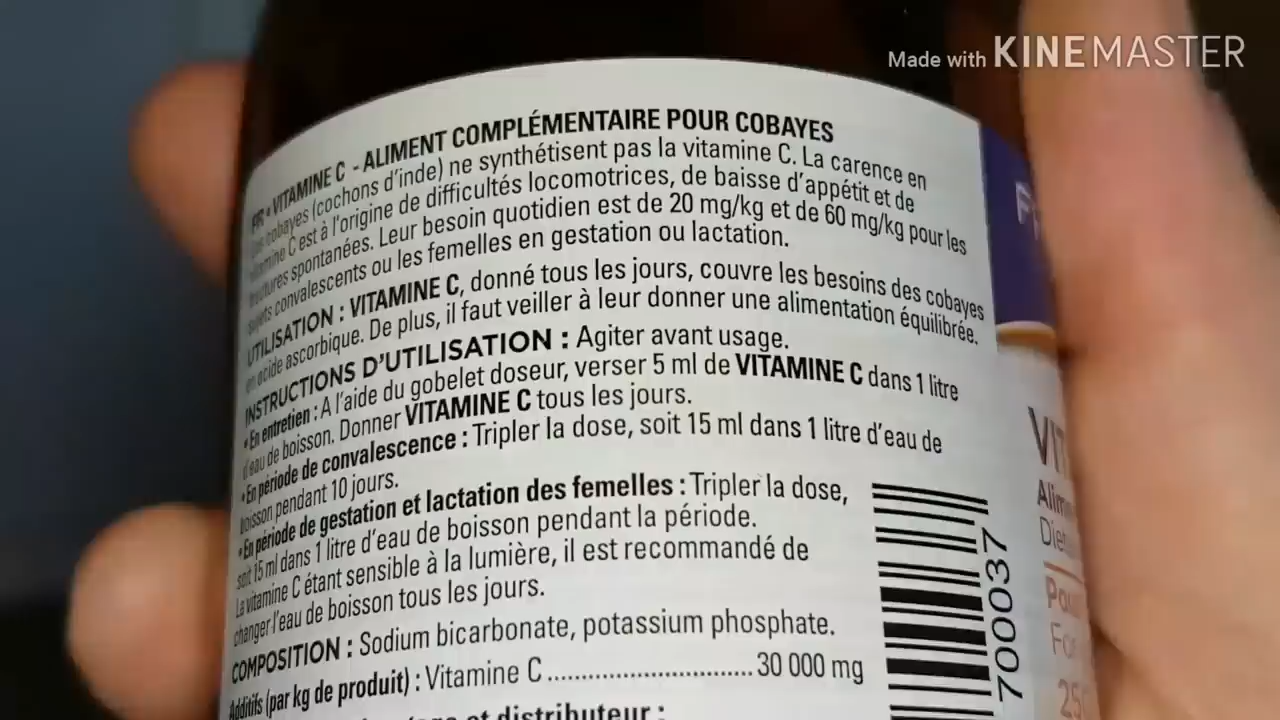 Made with KINEMASTER
FR • VITAMINE C - ALIMENT COMPLÉMENTAIRE POUR COBAYES
Les cobayes (cochons d'inde) ne synthétisent pas la vitamine C. La carence en
vitamine C est à l'origine de difficultés locomotrices, de baisse d'appétit et de
fractures spontanées. Leur besoin quotidien est de 20 mg/kg et de 60 mg/kg pour les
sujets convalescents ou les femelles en gestation ou lactation.
UTILISATION : VITAMINE C, donné tous les jours, couvre les besoins des cobayes
en acide ascorbique. De plus, il faut veiller à leur donner une alimentation équilibrée.
INSTRUCTIONS D'UTILISATION : Agiter avant usage.
• En entretien : A l'aide du gobelet doseur, verser 5 ml de VITAMINE C dans 1 litre
d'eau de boisson. Donner VITAMINE C tous les jours.
• En période de convalescence : Tripler la dose, soit 15 ml dans 1 litre d'eau de
boisson pendant 10 jours.
• En période de gestation et lactation des femelles : Tripler la dose,
soit 15 ml dans 1 litre d'eau de boisson pendant la période.
La vitamine C étant sensible à la lumière, il est recommandé de
changer l'eau de boisson tous les jours.
COMPOSITION : Sodium bicarbonate, potassium phosphate.
Additifs (par kg de produit) : Vitamine C ............................... 30 000 mg
et distributeur :
700037